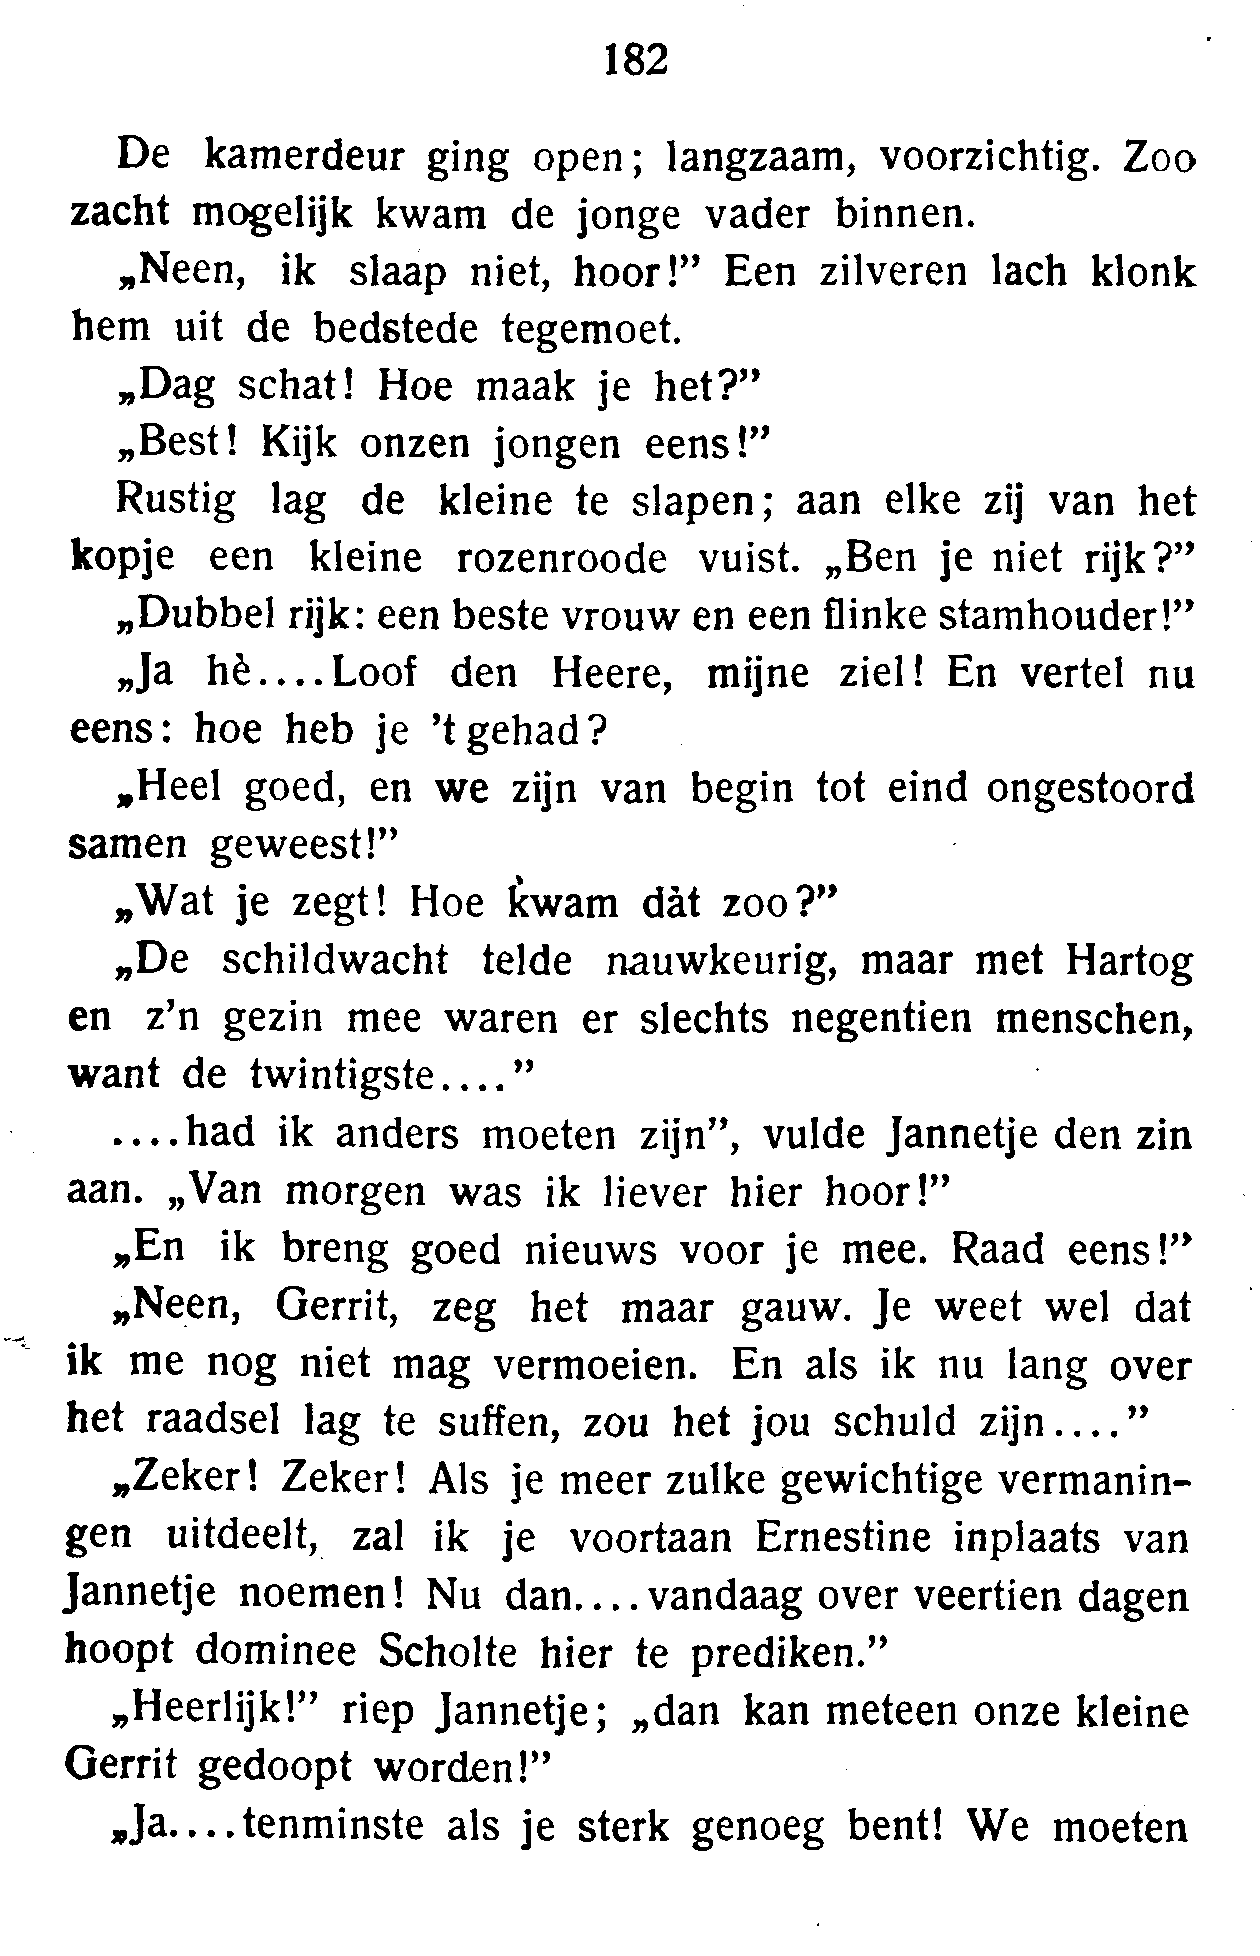 182
De kamerdeur ging open; langzaam, voorzichtig. Zoo
zacht mogelijk kwam de jonge vader binnen.
„Neen, ik slaap niet, hoor!” Een zilveren lach klonk
hem uit de bedstede tegemoet.
„Dag schat! Hoe maak je het?”
„Best! Kijk onzen jongen eens!”
Rustig lag de kleine te slapen; aan elke zij van het
kopje een kleine rozenroode vuist. „Ben je niet rijk?”
„Dubbel rijk: een beste vrouw en een flinke stamhouder!”
„Ja hè....Loof den Heere, mijne ziel! En vertel nu
eens: hoe heb je 't gehad?
„Heel goed, en we zijn van begin tot eind ongestoord
samen geweest!”
„Wat je zegt! Hoe kwam dàt zoo?”
„De schildwacht telde nauwkeurig, maar met Hartog
en z'n gezin mee waren er slechts negentien menschen,
want de twintigste....”
....had ik anders moeten zijn”, vulde Jannetje den zin
aan. „Van morgen was ik liever hier hoor!”
„En ik breng goed nieuws voor je mee. Raad eens!”
„Neen, Gerrit, zeg het maar gauw. Je weet wel dat
ik me nog niet mag vermoeien. En als ik nu lang over
het raadsel lag te suffen, zou het jou schuld zijn....”
„Zeker! Zeker! Als je meer zulke gewichtige vermanin-
gen uitdeelt, zal ik je voortaan Ernestine inplaats van
Jannetje noemen! Nu dan....vandaag over veertien dagen
hoopt dominee Scholte hier te prediken.”
„Heerlijk!” riep Jannetje; „dan kan meteen onze kleine
Gerrit gedoopt worden!”
„Ja....tenminste als je sterk genoeg bent! We moeten